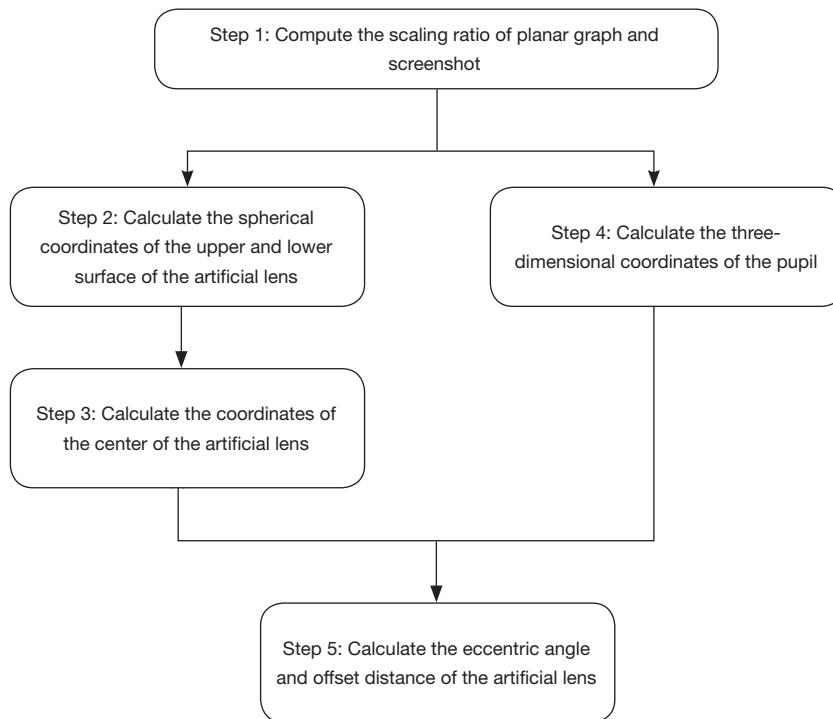 Step 1: Compute the scaling ratio of planar graph and
screenshot
Step 2: Calculate the spherical
coordinates of the upper and lower
surface of the artificial lens
Step 4: Calculate the three-
dimensional coordinates of the pupil
Step 3: Calculate the coordinates of
the center of the artificial lens
Step 5: Calculate the eccentric angle
and offset distance of the artificial lens